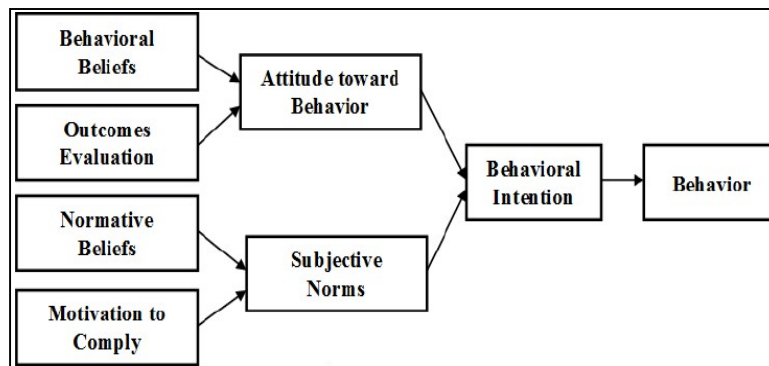 Behavioral
Beliefs
Outcomes
Evaluation
Normative
Beliefs
Motivation to
Comply
Attitude toward
Behavior
Subjective
Norms
Behavioral
Intention
Behavior